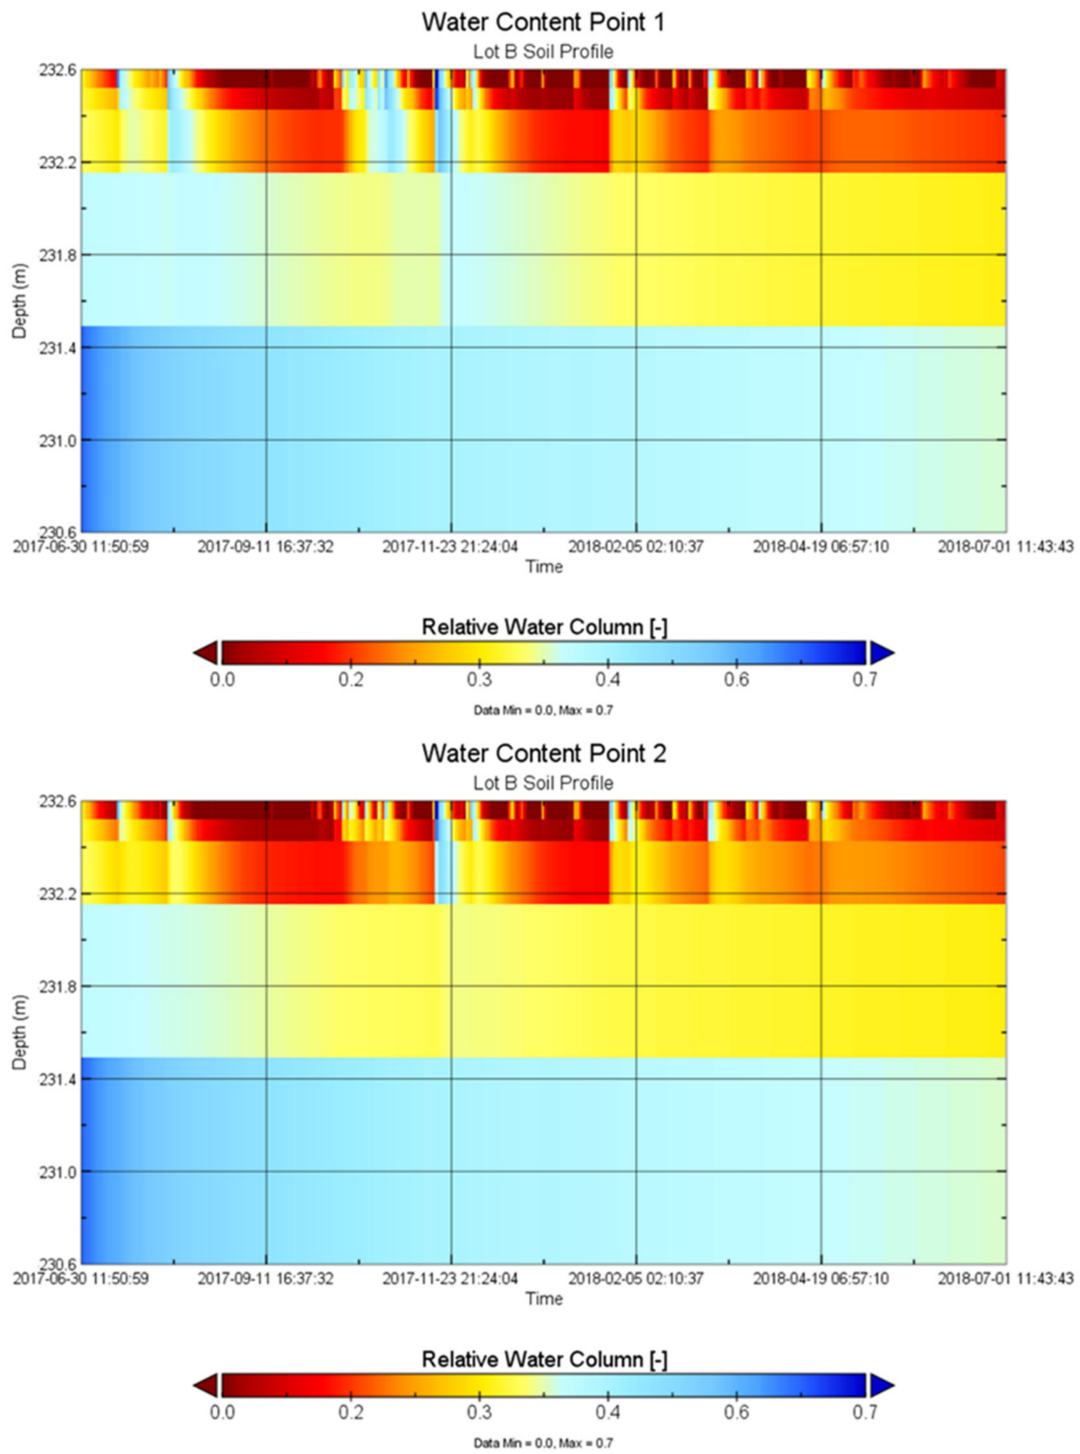 Water Content Point 1
Lot B Soil Profile
232.6
232.2
231.8
231.4
231.0
230.6
Depth (m)
2017-06-30 11:50:59 2017-09-11 16:37:32 2017-11-23 21:24:04 2018-02-05 02:10:37 2018-04-19 06:57:10 2018-07-01 11:43:43
Time
Relative Water Column [-]
0.0 0.2 0.3 0.4 0.6 0.7
Data Min = 0.0, Max = 0.7
Water Content Point 2
Lot B Soil Profile
232.6
232.2
231.8
231.4
231.0
230.6
Depth (m)
2017-06-30 11:50:59 2017-09-11 16:37:32 2017-11-23 21:24:04 2018-02-05 02:10:37 2018-04-19 06:57:10 2018-07-01 11:43:43
Time
Relative Water Column [-]
0.0 0.2 0.3 0.4 0.6 0.7
Data Min = 0.0, Max = 0.7